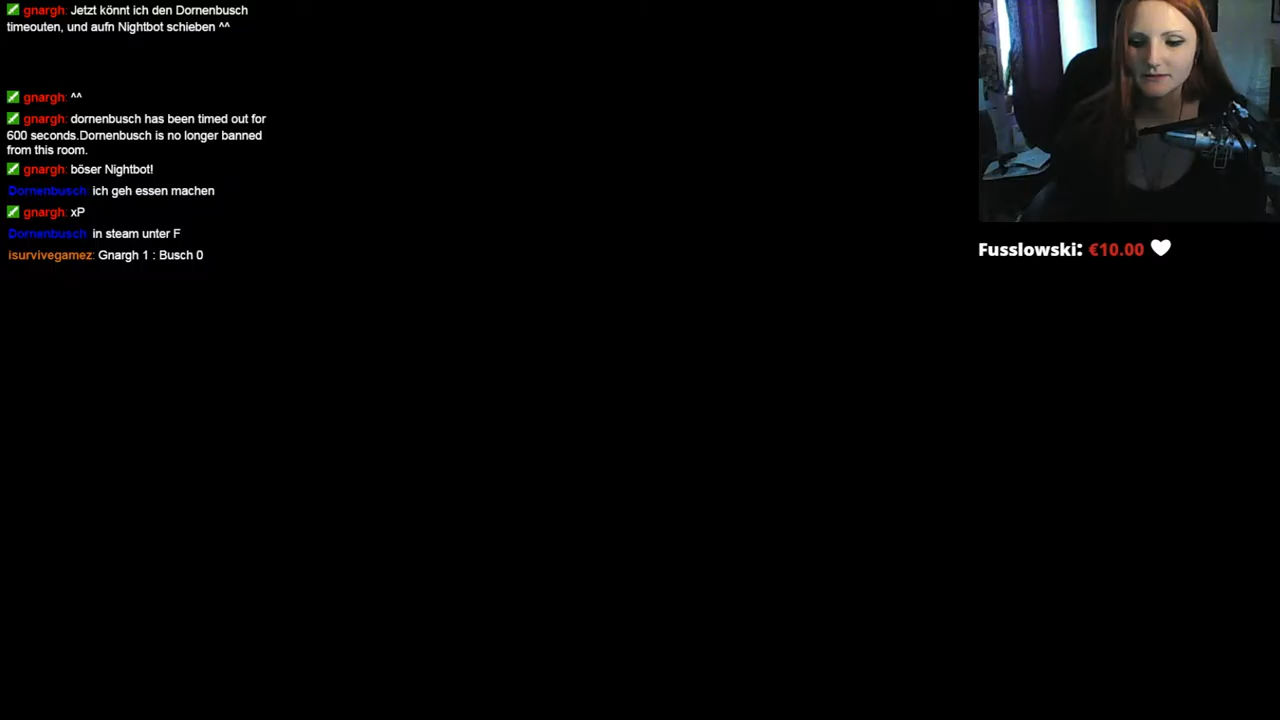 gnargh: Jetzt könnt ich den Dornenbusch
timeouten, und aufn Nightbot schieben ^^
gnargh: ^^
gnargh: dornenbusch has been timed out for
600 seconds.Dornenbusch is no longer banned
from this room.
gnargh: böser Nightbot!
Dornenbusch: ich geh essen machen
gnargh: xP
Dornenbusch: in steam unter F
isurvivegamez: Gnargh 1 : Busch 0
Fusslowski: €10.00